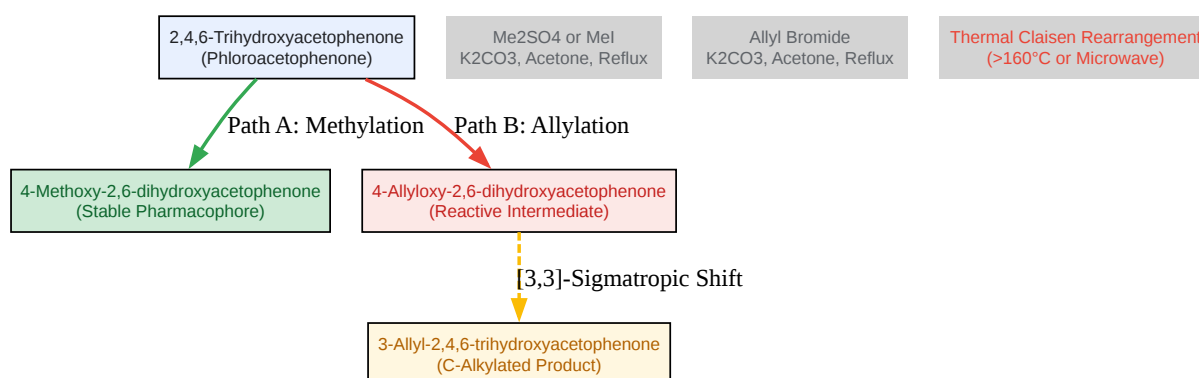 2,4,6-Trihydroxyacetophenone
(Phloroacetophenone)
Me2SO4 or MeI
K2CO3, Acetone, Reflux
Allyl Bromide
K2CO3, Acetone, Reflux
Thermal Claisen Rearrangement
(>160°C or Microwave)
Path A: Methylation
Path B: Allylation
4-Methoxy-2,6-dihydroxyacetophenone
(Stable Pharmacophore)
4-Allyloxy-2,6-dihydroxyacetophenone
(Reactive Intermediate)
[3,3]-Sigmatropic Shift
3-Allyl-2,4,6-trihydroxyacetophenone
(C-Alkylated Product)